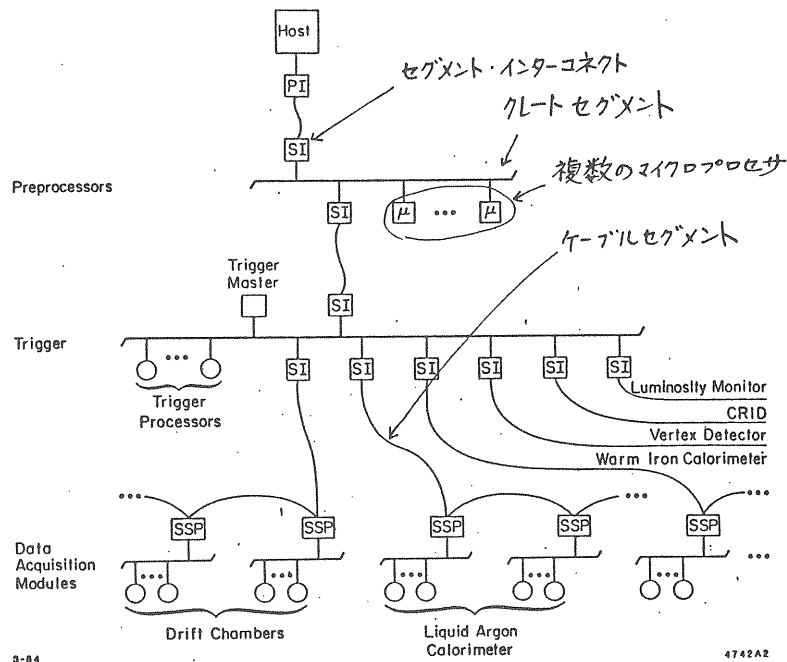 Host
セグメント・インターコネクト
PI
クレートセグメント
SI
複数のマイクロプロセサ
Preprocessors
SI
μ
•••
μ
ケーブルセグメント
Trigger
Master
SI
Trigger
•••
SI
SI
SI
SI
SI
SI
Trigger
Processors
Luminosity Monitor
CRID
Vertex Detector
Warm Iron Calorimeter
•••
•••
•••
SSP
SSP
SSP
SSP
SSP
Data
Acquisition
Modules
•••
•••
•••
•••
•••
•••
Drift Chambers
Liquid Argon
Calorimeter
3-84
4742A2